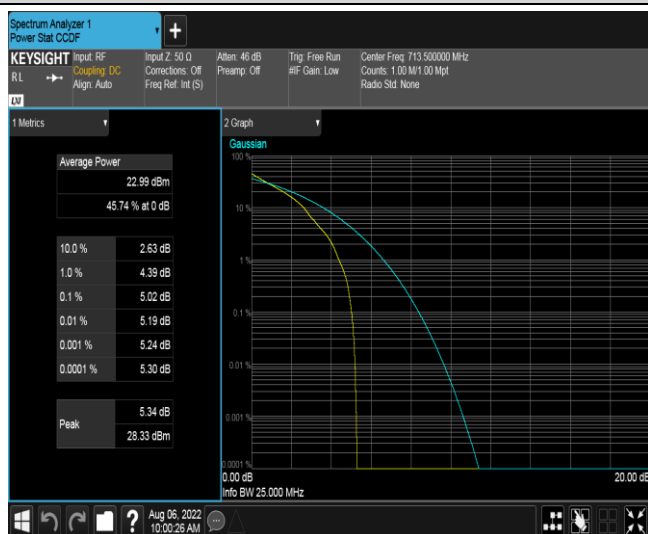 Spectrum Analyzer 1
Power Stat CCDF
KEYSIGHT
RL
LXI
Input: RF
Coupling: DC
Align: Auto
Input Z: 50 Ω
Corrections: Off
Freq Ref: Int (S)
Atten: 46 dB
Preamp: Off
Trig: Free Run
#IF Gain: Low
Center Freq: 713.500000 MHz
Counts: 1.00 M/1.00 Mpt
Radio Std: None
1 Metrics
Average Power
22.99 dBm
45.74 % at 0 dB
10.0 % 2.63 dB
1.0 % 4.39 dB
0.1 % 5.02 dB
0.01 % 5.19 dB
0.001 % 5.24 dB
0.0001 % 5.30 dB
Peak
5.34 dB
28.33 dBm
2 Graph
Gaussian
100 %
10 %
1 %
0.1 %
0.01 %
0.001 %
0.0001 %
0.00 dB
20.00 dB
Info BW 25.000 MHz
Aug 06, 2022
10:00:26 AM